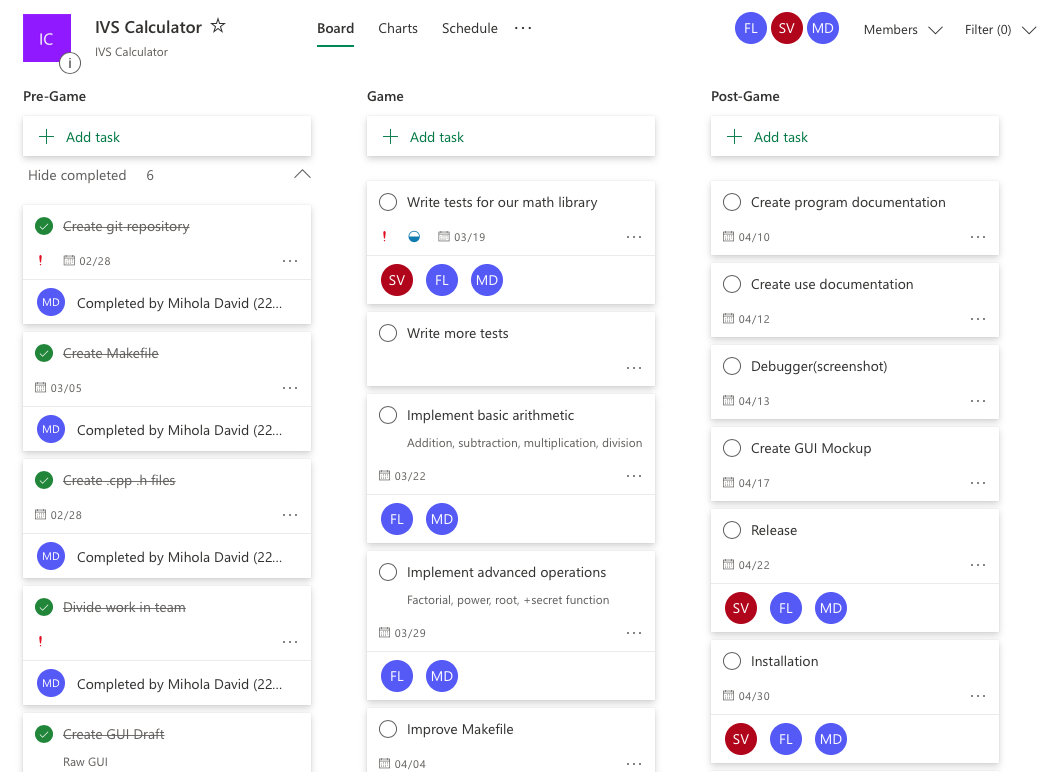 IC
IVS Calculator
IVS Calculator
i
Board Charts Schedule ···
FL SV MD Members Filter (0)
Pre-Game
Add task
Hide completed 6
Create git repository
! 02/28 ···
MD Completed by Mihola David (22...
Create Makefile
03/05 ···
MD Completed by Mihola David (22...
Create .cpp .h files
02/28 ···
MD Completed by Mihola David (22...
Divide work in team
! ···
MD Completed by Mihola David (22...
Create GUI Draft
Raw GUI
Game
Add task
Write tests for our math library
! 03/19 ···
SV FL MD
Write more tests
···
Implement basic arithmetic
Addition, subtraction, multiplication, division
03/22 ···
FL MD
Implement advanced operations
Factorial, power, root, +secret function
03/29 ···
FL MD
Improve Makefile
04/04 ···
Post-Game
Add task
Create program documentation
04/10 ···
Create use documentation
04/12 ···
Debugger(screenshot)
04/13 ···
Create GUI Mockup
04/17 ···
Release
04/22 ···
SV FL MD
Installation
04/30 ···
SV FL MD